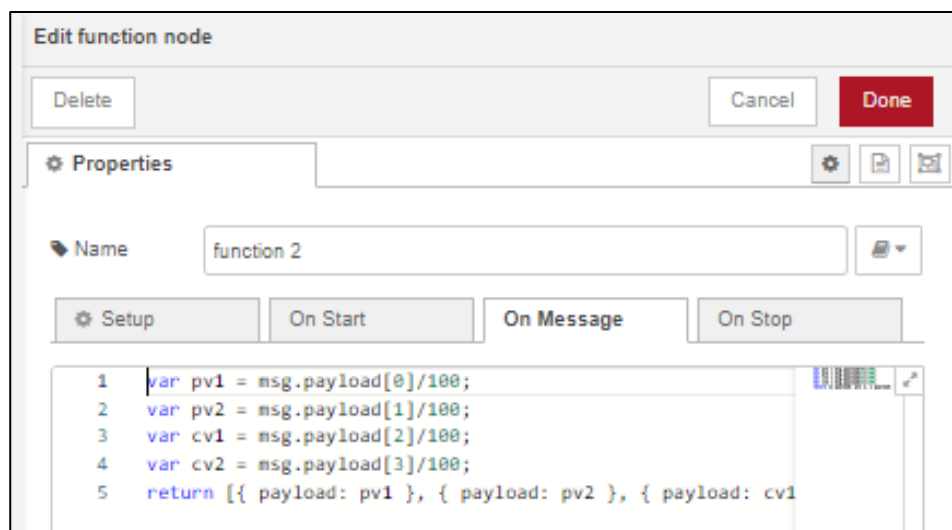 Edit function node
Delete Cancel Done
Properties
Name function 2
Setup On Start On Message On Stop
1 var pv1 = msg.payload[0]/100;
2 var pv2 = msg.payload[1]/100;
3 var cv1 = msg.payload[2]/100;
4 var cv2 = msg.payload[3]/100;
5 return [{ payload: pv1 }, { payload: pv2 }, { payload: cv1